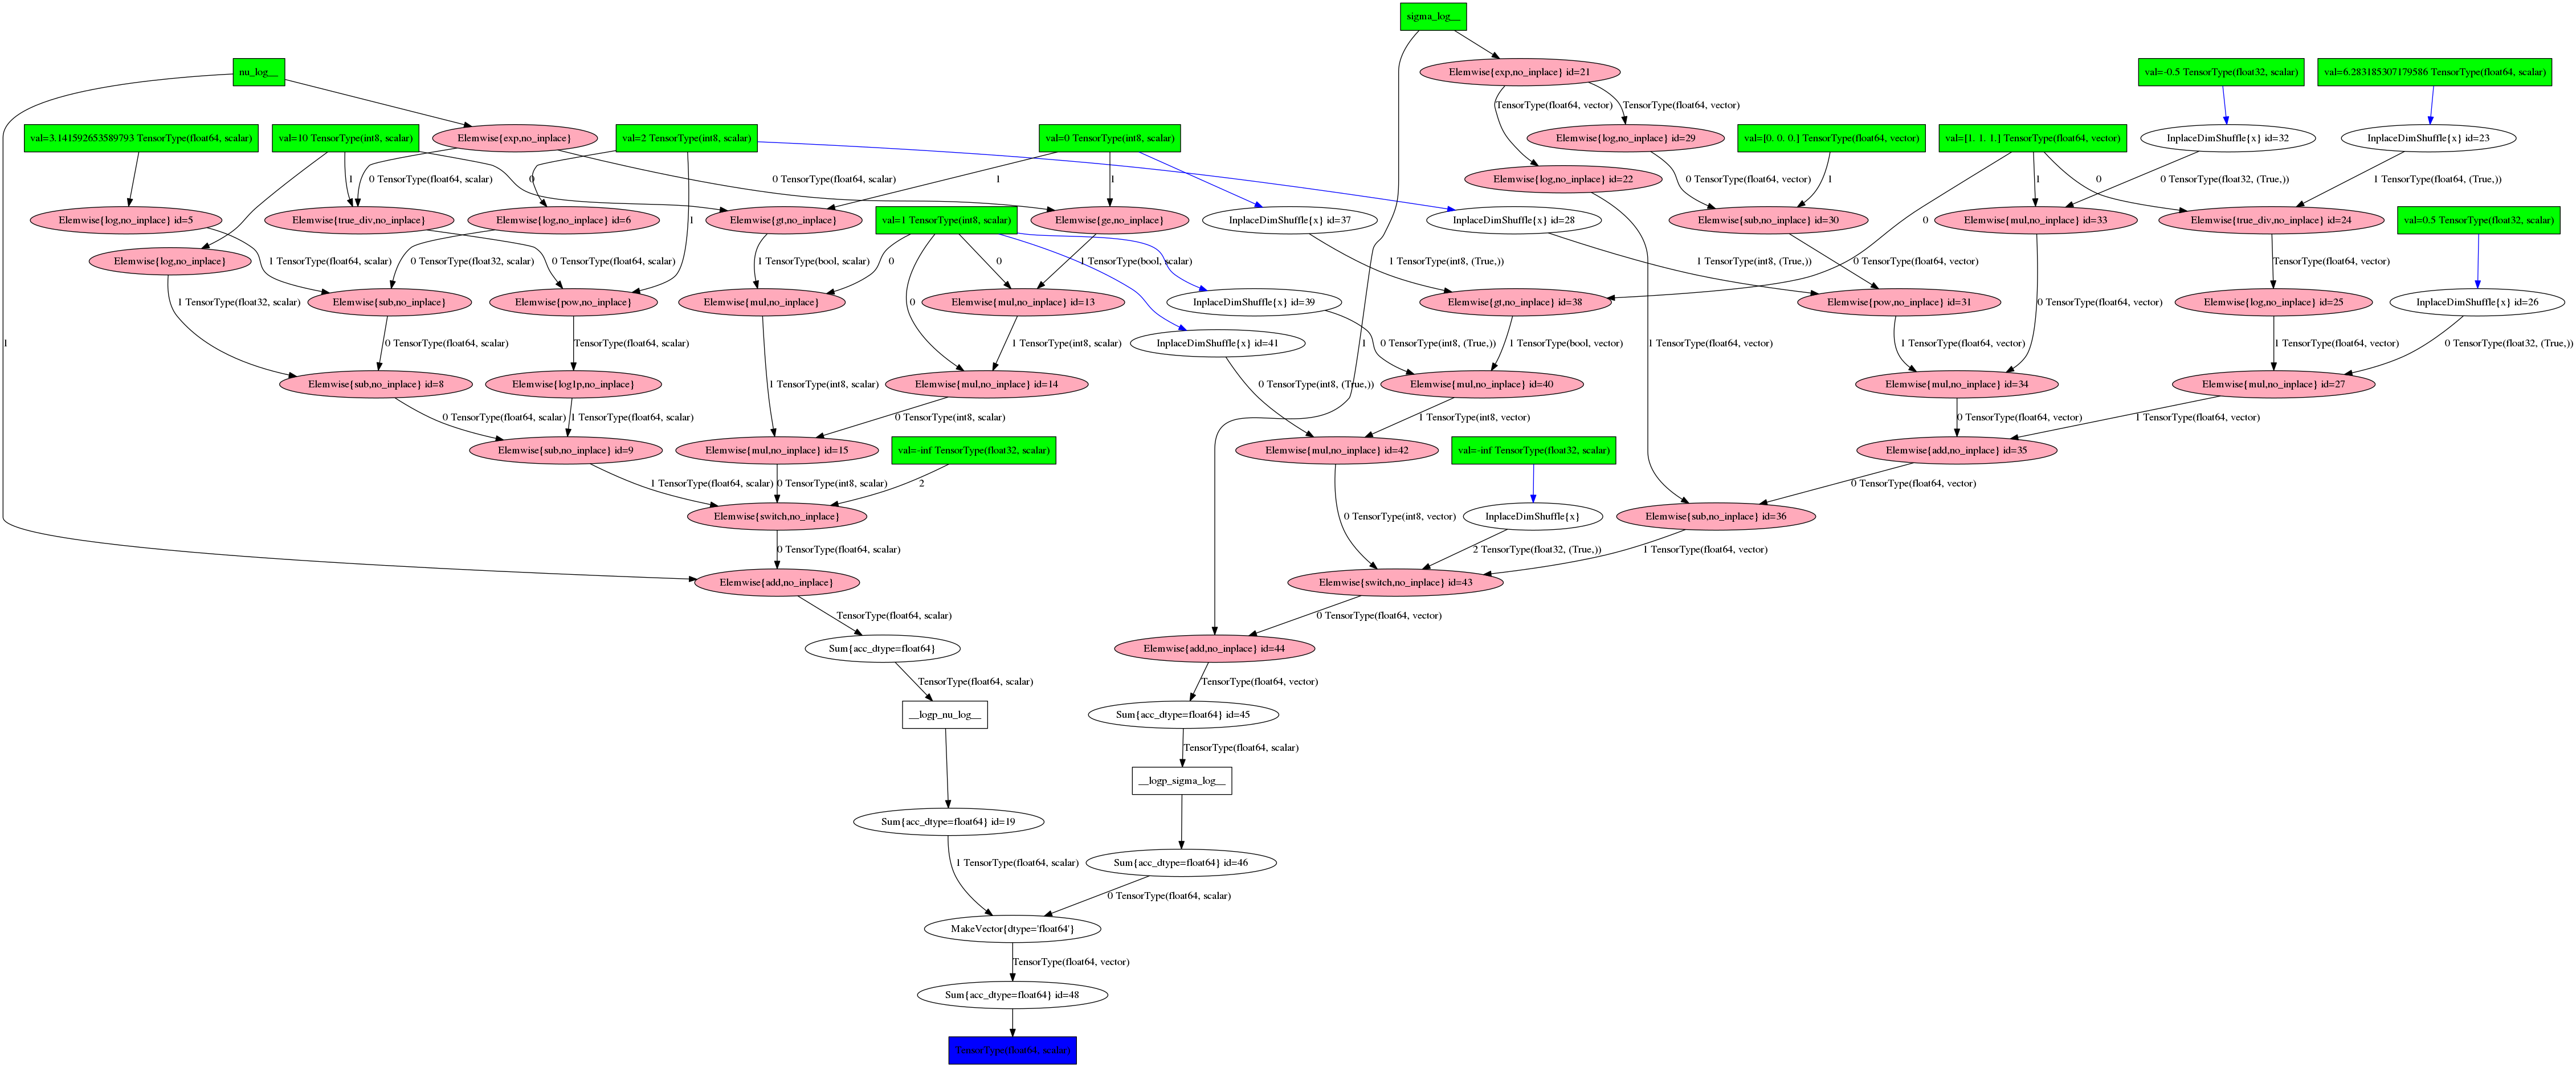 sigma_log__
nu_log__
Elemwise{exp,no_inplace} id=21
val=-0.5 TensorType(float32, scalar)
val=6.283185307179586 TensorType(float64, scalar)
TensorType(float64, vector)
TensorType(float64, vector)
val=3.141592653589793 TensorType(float64, scalar)
val=10 TensorType(int8, scalar)
Elemwise{exp,no_inplace}
val=2 TensorType(int8, scalar)
val=0 TensorType(int8, scalar)
Elemwise{log,no_inplace} id=29
val=[0. 0. 0.] TensorType(float64, vector)
val=[1. 1. 1.] TensorType(float64, vector)
InplaceDimShuffle{x} id=32
InplaceDimShuffle{x} id=23
1
0 TensorType(float64, scalar)
0
0 TensorType(float64, scalar)
1
1
Elemwise{log,no_inplace} id=22
0 TensorType(float64, vector)
1
1
0
0 TensorType(float32, (True,))
1 TensorType(float64, (True,))
Elemwise{log,no_inplace} id=5
Elemwise{true_div,no_inplace}
Elemwise{log,no_inplace} id=6
1
Elemwise{gt,no_inplace}
val=1 TensorType(int8, scalar)
Elemwise{ge,no_inplace}
InplaceDimShuffle{x} id=37
InplaceDimShuffle{x} id=28
Elemwise{sub,no_inplace} id=30
0
Elemwise{mul,no_inplace} id=33
Elemwise{true_div,no_inplace} id=24
val=0.5 TensorType(float32, scalar)
Elemwise{log,no_inplace}
1 TensorType(float64, scalar)
0 TensorType(float32, scalar)
0 TensorType(float64, scalar)
1 TensorType(bool, scalar)
0
0
1 TensorType(bool, scalar)
1 TensorType(int8, (True,))
1 TensorType(int8, (True,))
0 TensorType(float64, vector)
TensorType(float64, vector)
1 TensorType(float32, scalar)
Elemwise{sub,no_inplace}
Elemwise{pow,no_inplace}
Elemwise{mul,no_inplace}
0
Elemwise{mul,no_inplace} id=13
InplaceDimShuffle{x} id=39
Elemwise{gt,no_inplace} id=38
Elemwise{pow,no_inplace} id=31
0 TensorType(float64, vector)
Elemwise{log,no_inplace} id=25
InplaceDimShuffle{x} id=26
1
0 TensorType(float64, scalar)
TensorType(float64, scalar)
1 TensorType(int8, scalar)
InplaceDimShuffle{x} id=41
1
0 TensorType(int8, (True,))
1 TensorType(bool, vector)
1 TensorType(float64, vector)
1 TensorType(float64, vector)
1 TensorType(float64, vector)
0 TensorType(float32, (True,))
Elemwise{sub,no_inplace} id=8
Elemwise{log1p,no_inplace}
1 TensorType(int8, scalar)
Elemwise{mul,no_inplace} id=14
0 TensorType(int8, (True,))
Elemwise{mul,no_inplace} id=40
Elemwise{mul,no_inplace} id=34
Elemwise{mul,no_inplace} id=27
0 TensorType(float64, scalar)
1 TensorType(float64, scalar)
0 TensorType(int8, scalar)
1 TensorType(int8, vector)
0 TensorType(float64, vector)
1 TensorType(float64, vector)
Elemwise{sub,no_inplace} id=9
Elemwise{mul,no_inplace} id=15
val=-inf TensorType(float32, scalar)
Elemwise{mul,no_inplace} id=42
val=-inf TensorType(float32, scalar)
Elemwise{add,no_inplace} id=35
1 TensorType(float64, scalar)
0 TensorType(int8, scalar)
2
0 TensorType(float64, vector)
Elemwise{switch,no_inplace}
0 TensorType(int8, vector)
InplaceDimShuffle{x}
Elemwise{sub,no_inplace} id=36
0 TensorType(float64, scalar)
2 TensorType(float32, (True,))
1 TensorType(float64, vector)
Elemwise{add,no_inplace}
Elemwise{switch,no_inplace} id=43
TensorType(float64, scalar)
0 TensorType(float64, vector)
Sum{acc_dtype=float64}
Elemwise{add,no_inplace} id=44
TensorType(float64, scalar)
TensorType(float64, vector)
__logp_nu_log__
Sum{acc_dtype=float64} id=45
TensorType(float64, scalar)
__logp_sigma_log__
Sum{acc_dtype=float64} id=19
1 TensorType(float64, scalar)
Sum{acc_dtype=float64} id=46
0 TensorType(float64, scalar)
MakeVector{dtype='float64'}
TensorType(float64, vector)
Sum{acc_dtype=float64} id=48
TensorType(float64, scalar)